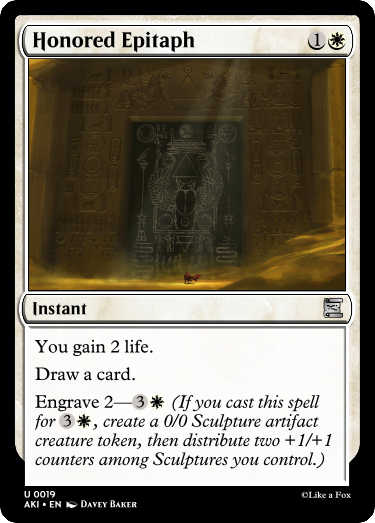 Honored Epitaph 1
Instant
You gain 2 life.
Draw a card.
Engrave 2—3 (If you cast this spell
for 3, create a 0/0 Sculpture artifact
creature token, then distribute two +1/+1
counters among Sculptures you control.)
U 0019
AKI • EN Davey Baker
©Like a Fox